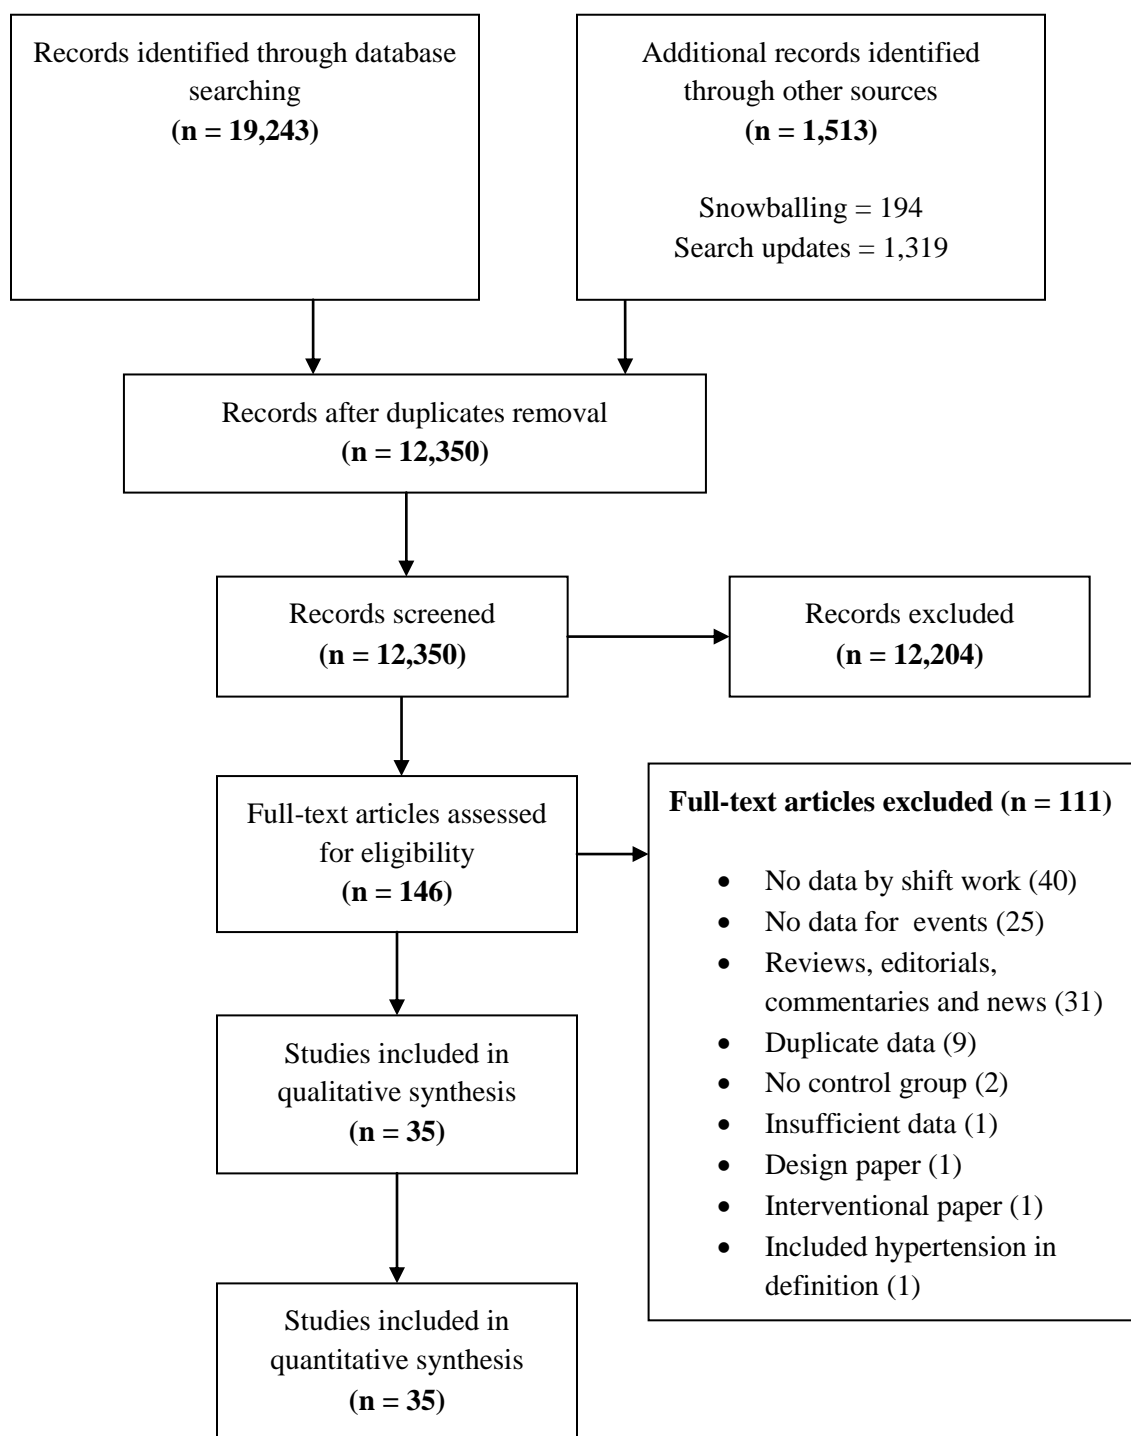 Records identified through database
searching
(n = 19,243)
Additional records identified
through other sources
(n = 1,513)
Snowballing = 194
Search updates = 1,319
Records after duplicates removal
(n = 12,350)
Records screened
(n = 12,350)
Records excluded
(n = 12,204)
Full-text articles assessed
for eligibility
(n = 146)
Full-text articles excluded (n = 111)
• No data by shift work (40)
• No data for events (25)
• Reviews, editorials,
commentaries and news (31)
• Duplicate data (9)
• No control group (2)
• Insufficient data (1)
• Design paper (1)
• Interventional paper (1)
• Included hypertension in
definition (1)
Studies included in
qualitative synthesis
(n = 35)
Studies included in
quantitative synthesis
(n = 35)